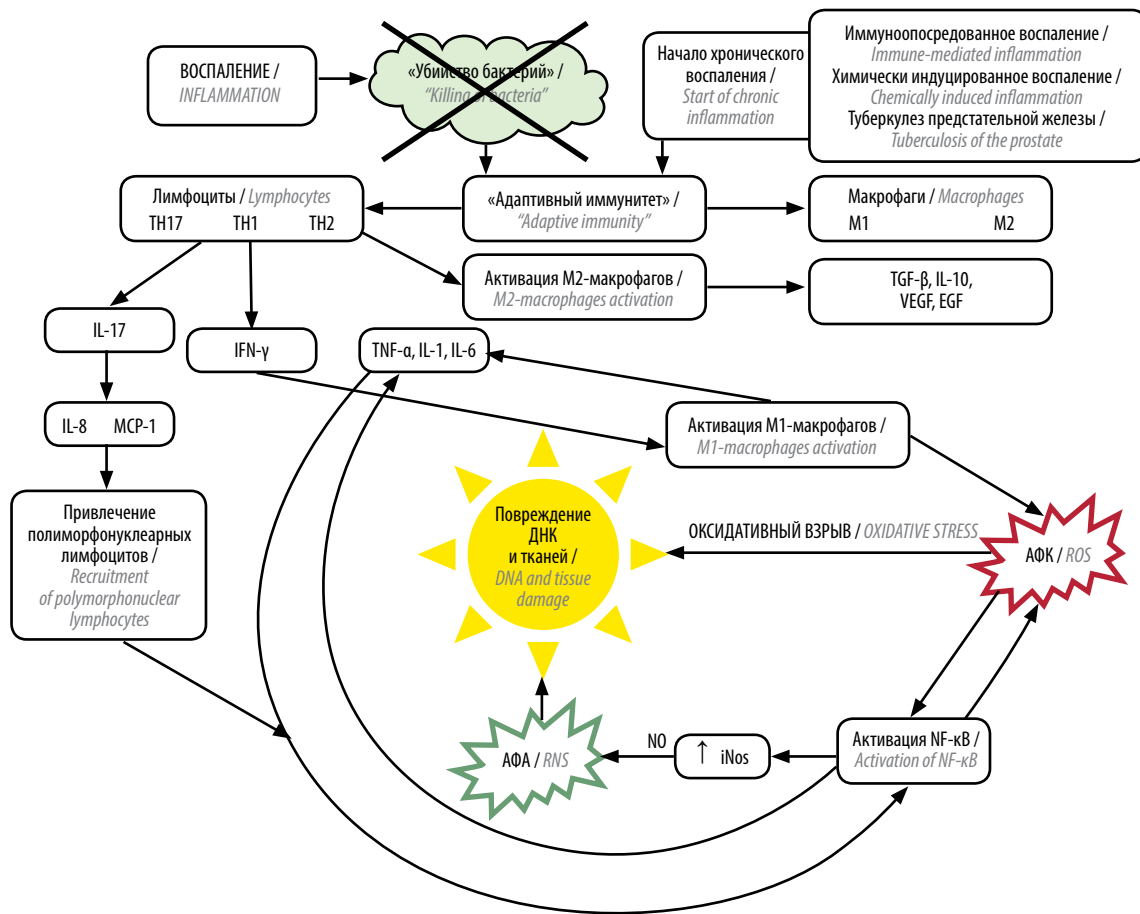 ВОСПАЛЕНИЕ /
INFLAMMATION
«Убийство бактерий» /
“Killing of bacteria”
Начало хронического
воспаления /
Start of chronic
inflammation
Иммуноопосредованное воспаление /
Immune-mediated inflammation
Химически индуцированное воспаление /
Chemically induced inflammation
Туберкулез предстательной железы /
Tuberculosis of the prostate
Лимфоциты / Lymphocytes
TH17 TH1 TH2
«Адаптивный иммунитет» /
“Adaptive immunity”
Макрофаги / Macrophages
M1 M2
Активация М2-макрофагов /
M2-macrophages activation
TGF-β, IL-10,
VEGF, EGF
IL-17
IFN-γ
TNF-α, IL-1, IL-6
IL-8 MCP-1
Активация М1-макрофагов /
M1-macrophages activation
Привлечение
полиморфонуклеарных
лимфоцитов /
Recruitment
of polymorphonuclear
lymphocytes
Повреждение
ДНК
и тканей /
DNA and tissue
damage
ОКСИДАТИВНЫЙ ВЗРЫВ / OXIDATIVE STRESS
АФК / ROS
АФА / RNS
NO
↑ iNos
Активация NF-κB /
Activation of NF-κB